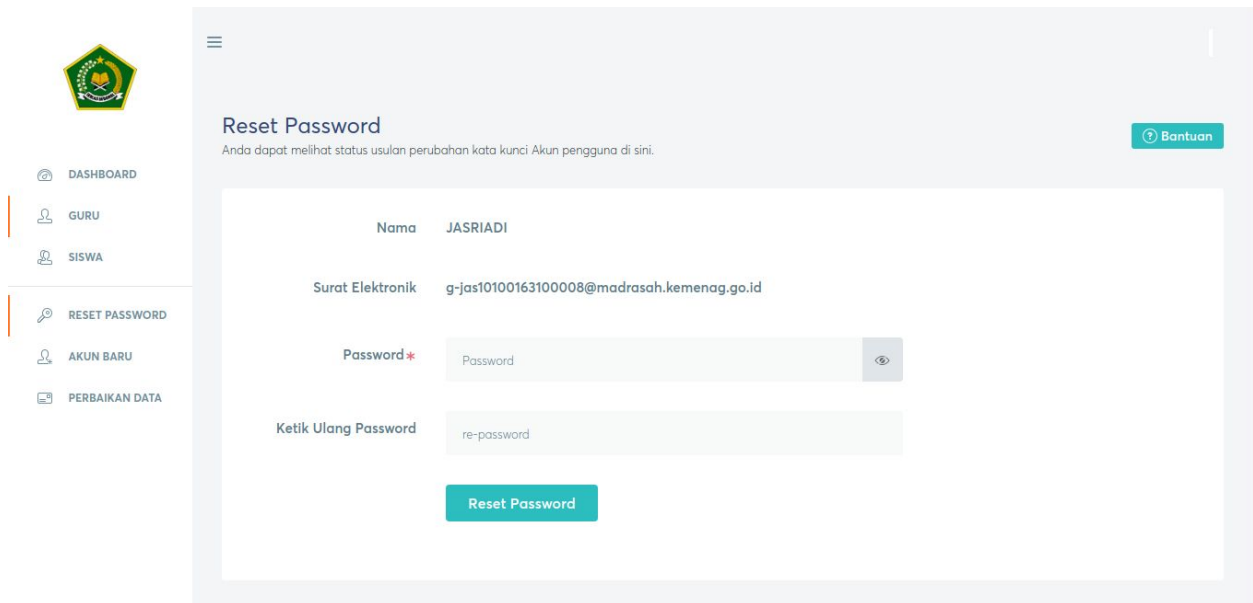 DASHBOARD
GURU
SISWA
RESET PASSWORD
AKUN BARU
PERBAIKAN DATA
Reset Password
Anda dapat melihat status usulan perubahan kata kunci Akun pengguna di sini.
Bantuan
Nama JASRIADI
Surat Elektronik g-jas10100163100008@madrasah.kemenag.go.id
Password* Password
Ketik Ulang Password re-password
Reset Password